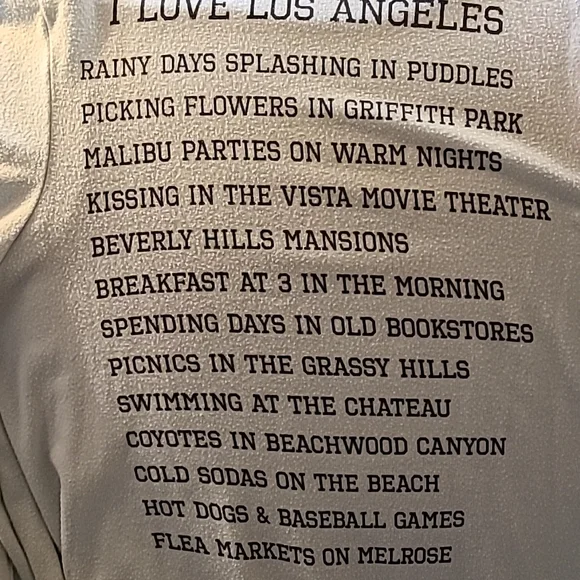 I LOVE LOS ANGELES
RAINY DAYS SPLASHING IN PUDDLES
PICKING FLOWERS IN GRIFFITH PARK
MALIBU PARTIES ON WARM NIGHTS
KISSING IN THE VISTA MOVIE THEATER
BEVERLY HILLS MANSIONS
BREAKFAST AT 3 IN THE MORNING
SPENDING DAYS IN OLD BOOKSTORES
PICNICS IN THE GRASSY HILLS
SWIMMING AT THE CHATEAU
COYOTES IN BEACHWOOD CANYON
COLD SODAS ON THE BEACH
HOT DOGS & BASEBALL GAMES
FLEA MARKETS ON MELROSE